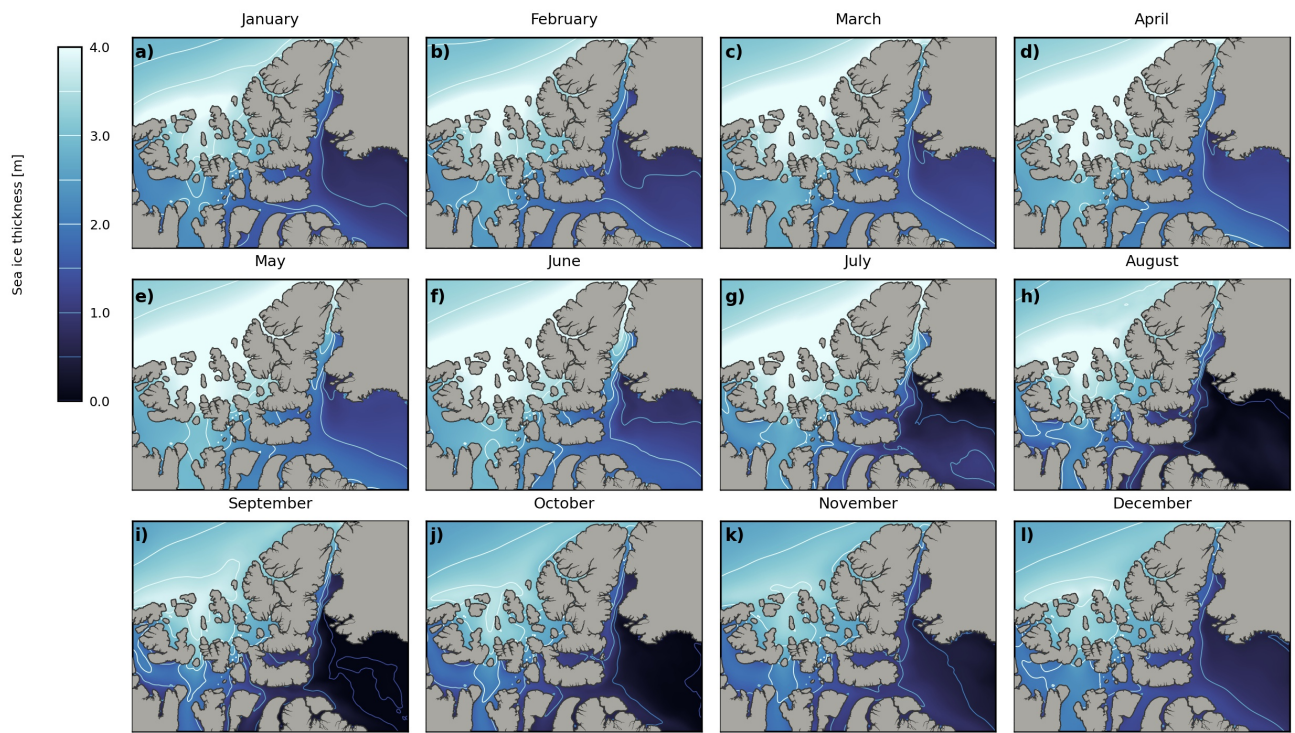 January
February
March
April
a)
b)
c)
d)
4.0
3.0
2.0
1.0
0.0
Sea ice thickness [m]
May
June
July
August
e)
f)
g)
h)
September
October
November
December
i)
j)
k)
l)